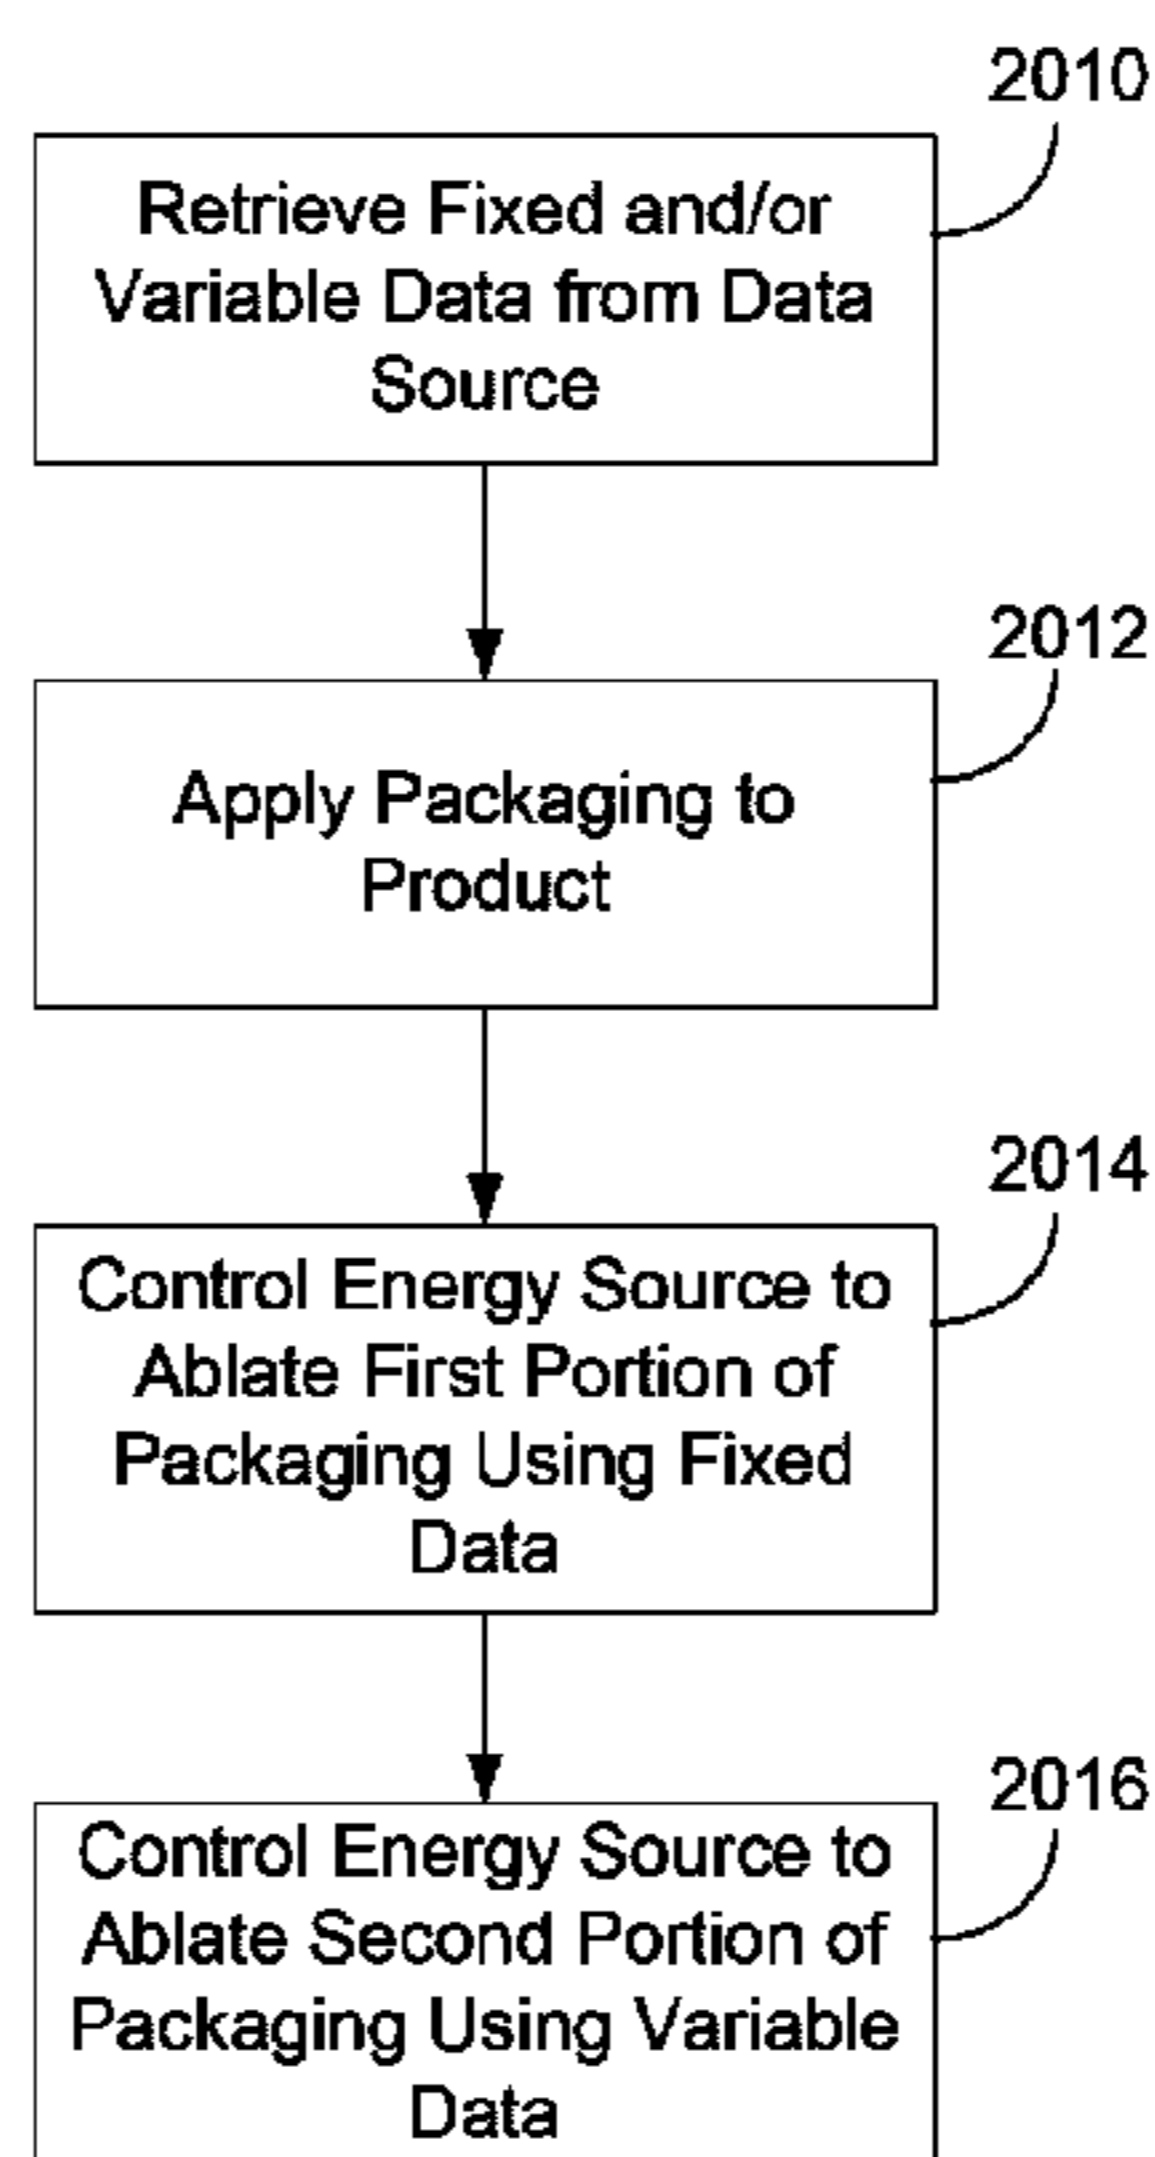 2010
Retrieve Fixed and/or
Variable Data from Data
Source
2012
Apply Packaging to
Product
2014
Control Energy Source to
Ablate First Portion of
Packaging Using Fixed
Data
2016
Control Energy Source to
Ablate Second Portion of
Packaging Using Variable
Data